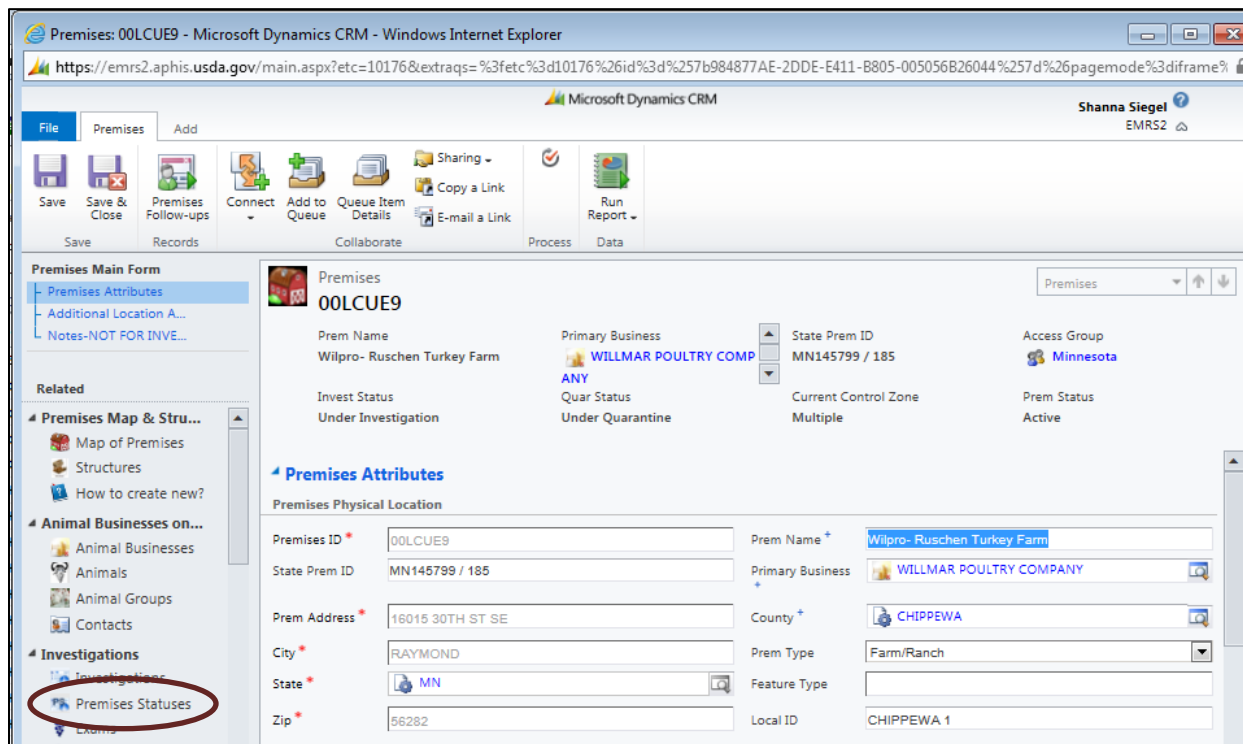 Premises: 00LCUE9 - Microsoft Dynamics CRM - Windows Internet Explorer
https://emrs2.aphis.usda.gov/main.aspx?etc=10176&extraqs=%3fetc%3d10176%26id%3d%257b984877AE-2DDE-E411-B805-005056B26044%257d%26pagemode%3diframe%
Microsoft Dynamics CRM
Shanna Siegel
EMRS2
File Premises Add
Save
Save & Close
Premises Follow-ups
Connect
Add to Queue
Queue Item Details
Sharing
Copy a Link
E-mail a Link
Run Report
Save Records Collaborate Process Data
Premises Main Form
Premises Attributes
Additional Location A...
Notes-NOT FOR INVE...
Related
Premises Map & Stru...
Map of Premises
Structures
How to create new?
Animal Businesses on...
Animal Businesses
Animals
Animal Groups
Contacts
Investigations
Investigations
Premises Statuses
Exams
Premises
00LCUE9
Premises
Prem Name Primary Business State Prem ID Access Group
Wilpro- Ruschen Turkey Farm WILLMAR POULTRY COMP MN145799 / 185 Minnesota
ANY
Invest Status Quar Status Current Control Zone Prem Status
Under Investigation Under Quarantine Multiple Active
Premises Attributes
Premises Physical Location
Premises ID * 00LCUE9 Prem Name + Wilpro- Ruschen Turkey Farm
State Prem ID MN145799 / 185 Primary Business + WILLMAR POULTRY COMPANY
Prem Address * 16015 30TH ST SE County + CHIPPEWA
City * RAYMOND Prem Type Farm/Ranch
State * MN Feature Type
Zip * 56282 Local ID CHIPPEWA 1